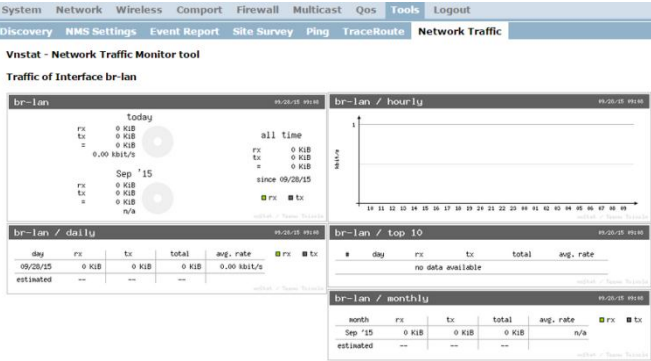 System Network Wireless Comport Firewall Multicast Qos Tools Logout
Discovery NMS Settings Event Report Site Survey Ping TraceRoute Network Traffic
Vnstat - Network Traffic Monitor tool
Traffic of Interface br-lan
br-lan
today
rx 0 KiB
tx 0 KiB
= 0 KiB
0.00 kbit/s
Sep '15
rx 0 KiB
tx 0 KiB
= 0 KiB
n/a
all time
rx 0 KiB
tx 0 KiB
= 0 KiB
since 09/28/15
rx tx
br-lan / hourly
1
kbit/s
10 11 12 13 14 15 16 17 18 19 20 21 22 23 00 01 02 03 04 05 06 07 08 09
br-lan / daily
day rx tx total avg. rate rx tx
09/28/15 0 KiB 0 KiB 0 KiB 0.00 kbit/s
estimated -- -- --
br-lan / top 10
# day rx tx total avg. rate
no data available
br-lan / monthly
month rx tx total avg. rate rx tx
Sep '15 0 KiB 0 KiB 0 KiB n/a
estimated -- -- --